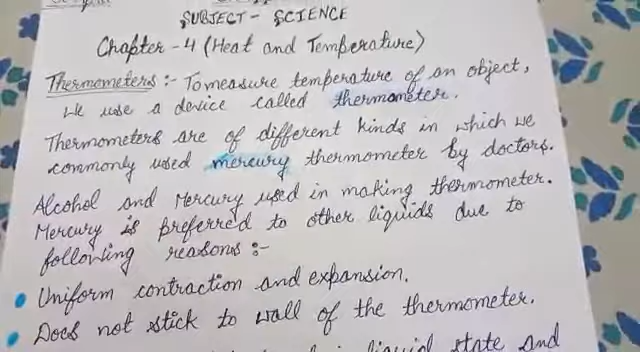 SUBJECT - SCIENCE
Chapter - 4 (Heat and Temperature)
Thermometers :- To measure temperature of an object,
we use a device called thermometer.
Thermometers are of different kinds in which we
commonly used mercury thermometer by doctors.
Alcohol and Mercury used in making thermometer.
Mercury is preferred to other liquids due to
following reasons :-
• Uniform contraction and expansion.
• Does not stick to wall of the thermometer.
liquid state and